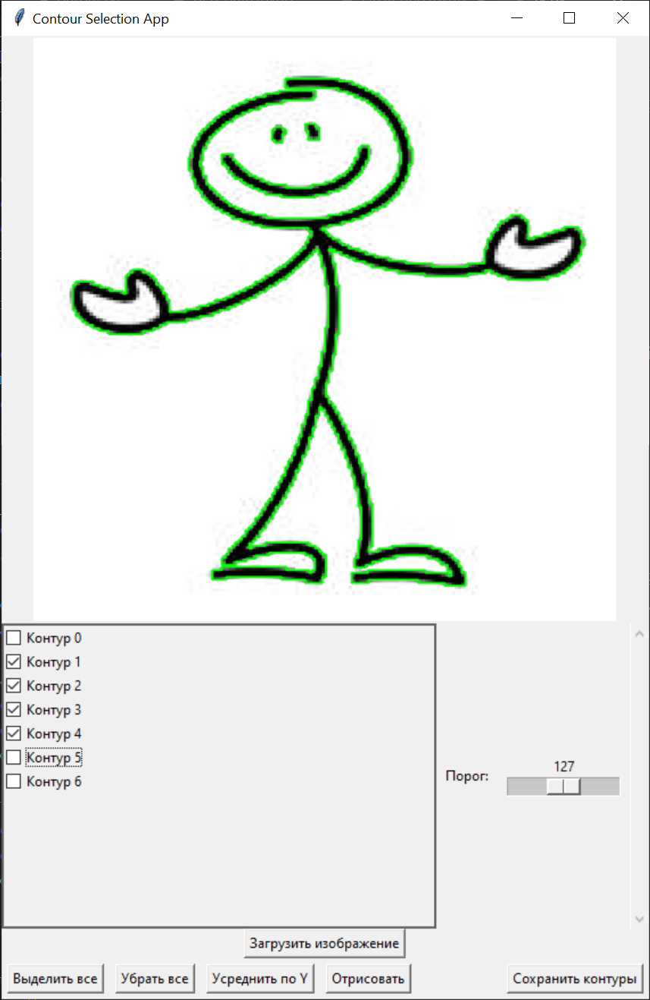 Contour Selection App
Контур 0
Контур 1
Контур 2
Контур 3
Контур 4
Контур 5
Контур 6
Порог:
127
Загрузить изображение
Выделить все
Убрать все
Усреднить по Y
Отрисовать
Сохранить контуры